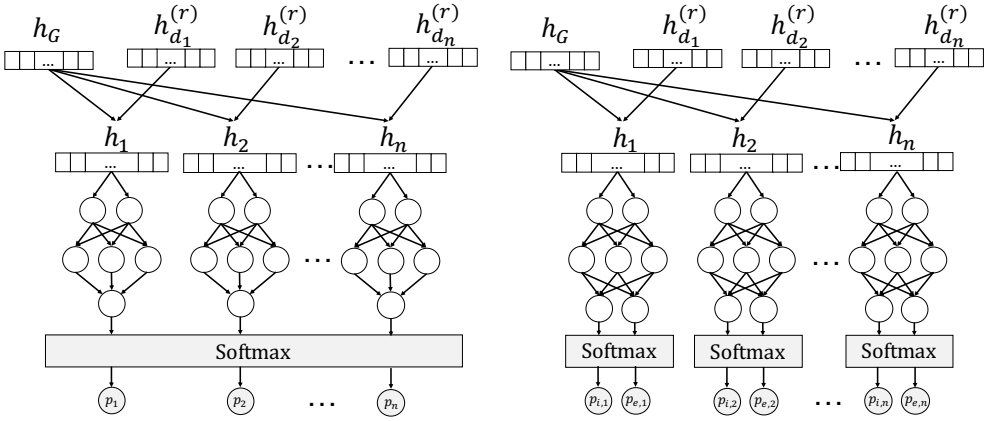 h_G h_{d_1}^{(r)} h_{d_2}^{(r)} ... h_{d_n}^{(r)} h_G h_{d_1}^{(r)} h_{d_2}^{(r)} ... h_{d_n}^{(r)}
... ... ... ... ... ... ... ...
h_1 h_2 h_n h_1 h_2 h_n
... ... ... ... ... ... ... ...
... ...
Softmax Softmax Softmax Softmax
p_1 p_2 ... p_n p_{i,1} p_{e,1} p_{i,2} p_{e,2} ... p_{i,n} p_{e,n}